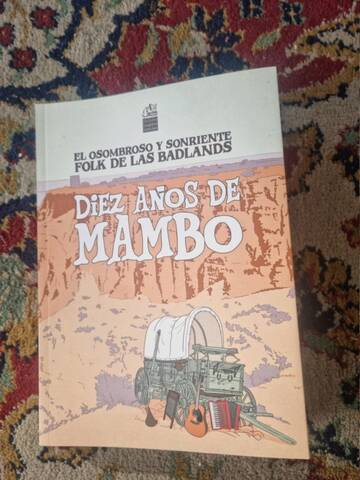 EL OSOMBROSO Y SONRIENTE
FOLK DE LAS BADLANDS
DIEZ AÑOS DE
MAMBO